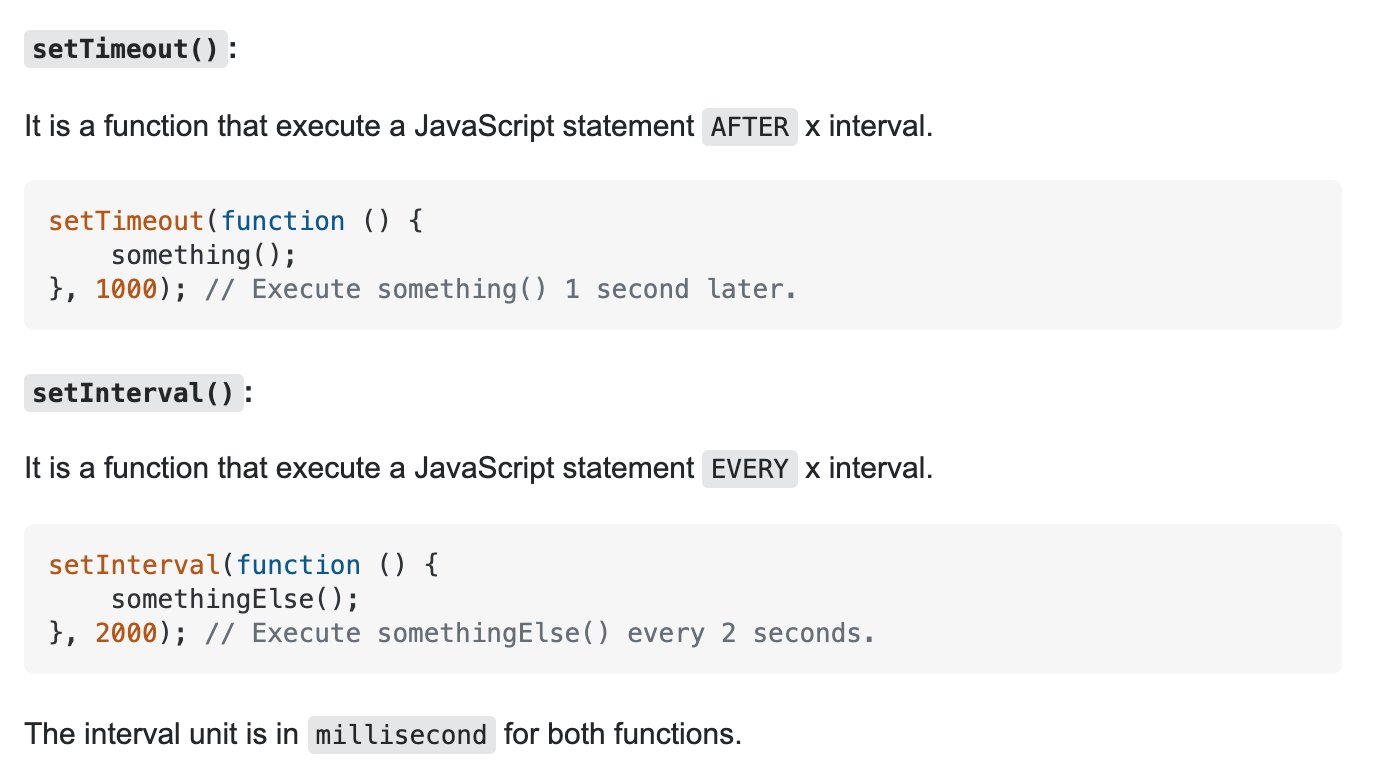 setTimeout():
It is a function that execute a JavaScript statement AFTER x interval.
setTimeout(function () {
    something();
}, 1000); // Execute something() 1 second later.
setInterval():
It is a function that execute a JavaScript statement EVERY x interval.
setInterval(function () {
    somethingElse();
}, 2000); // Execute somethingElse() every 2 seconds.
The interval unit is in millisecond for both functions.